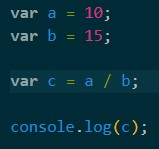 var a = 10;
var b = 15;
var c = a / b;
console.log(c);